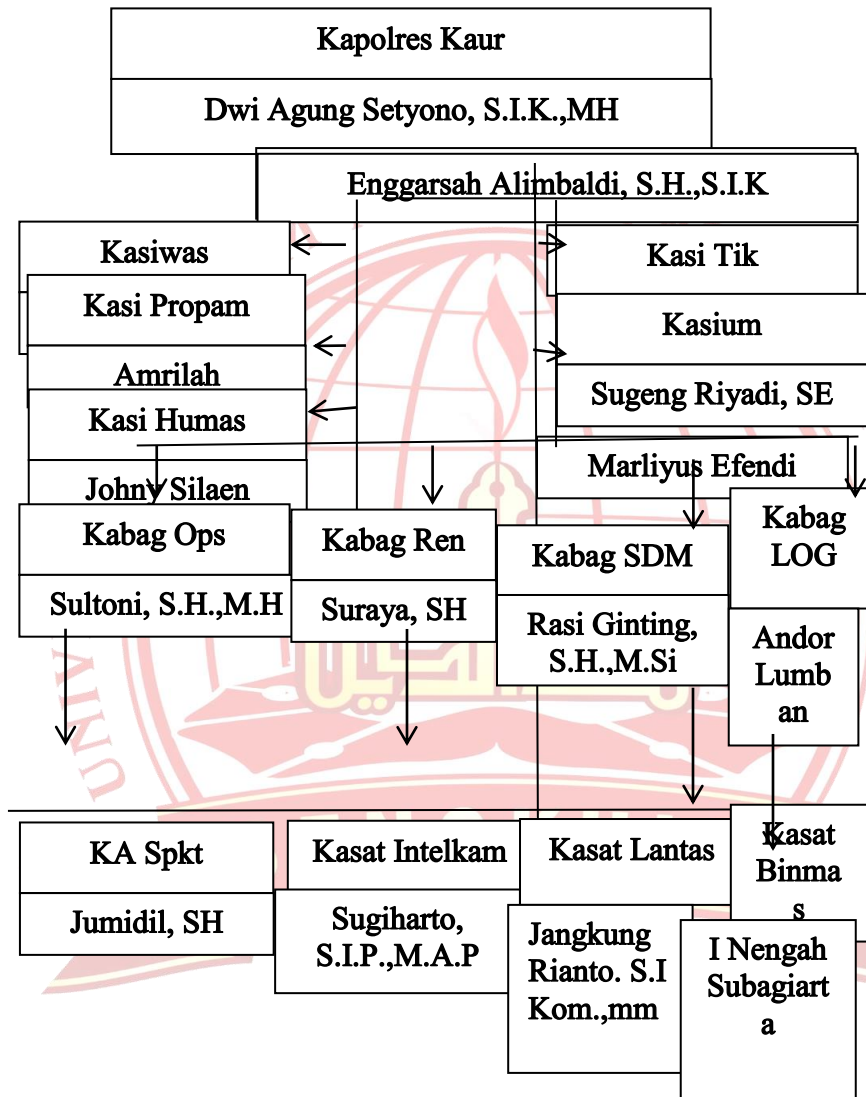 Kapolres Kaur
Dwi Agung Setyono, S.I.K.,MH
Enggarsah Alimbaldi, S.H.,S.I.K
Kasiwas
Kasi Tik
Kasi Propam
Kasium
Amrilah
Sugeng Riyadi, SE
Kasi Humas
Marliyus Efendi
Johny Silaen
Kabag Ops
Kabag Ren
Kabag SDM
Kabag
LOG
Sultoni, S.H.,M.H
Suraya, SH
Rasi Ginting,
S.H.,M.Si
Andor
Lumb
an
UNIV
KA Spkt
Kasat Intelkam
Kasat Lantas
Kasat
Binma
s
Jumidil, SH
Sugiharto,
S.I.P.,M.A.P
Jangkung
Rianto. S.I
Kom.,mm
I Nengah
Subagiart
a